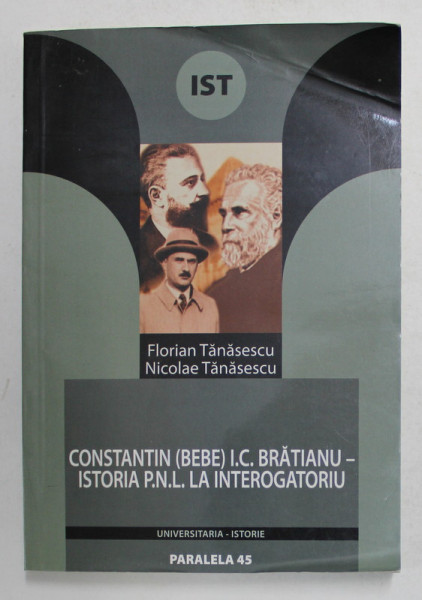 IST
Florian Tănăsescu
Nicolae Tănăsescu
CONSTANTIN (BEBE) I.C. BRĂTIANU –
ISTORIA P.N.L. LA INTEROGATORIU
UNIVERSITARIA - ISTORIE
PARALELA 45